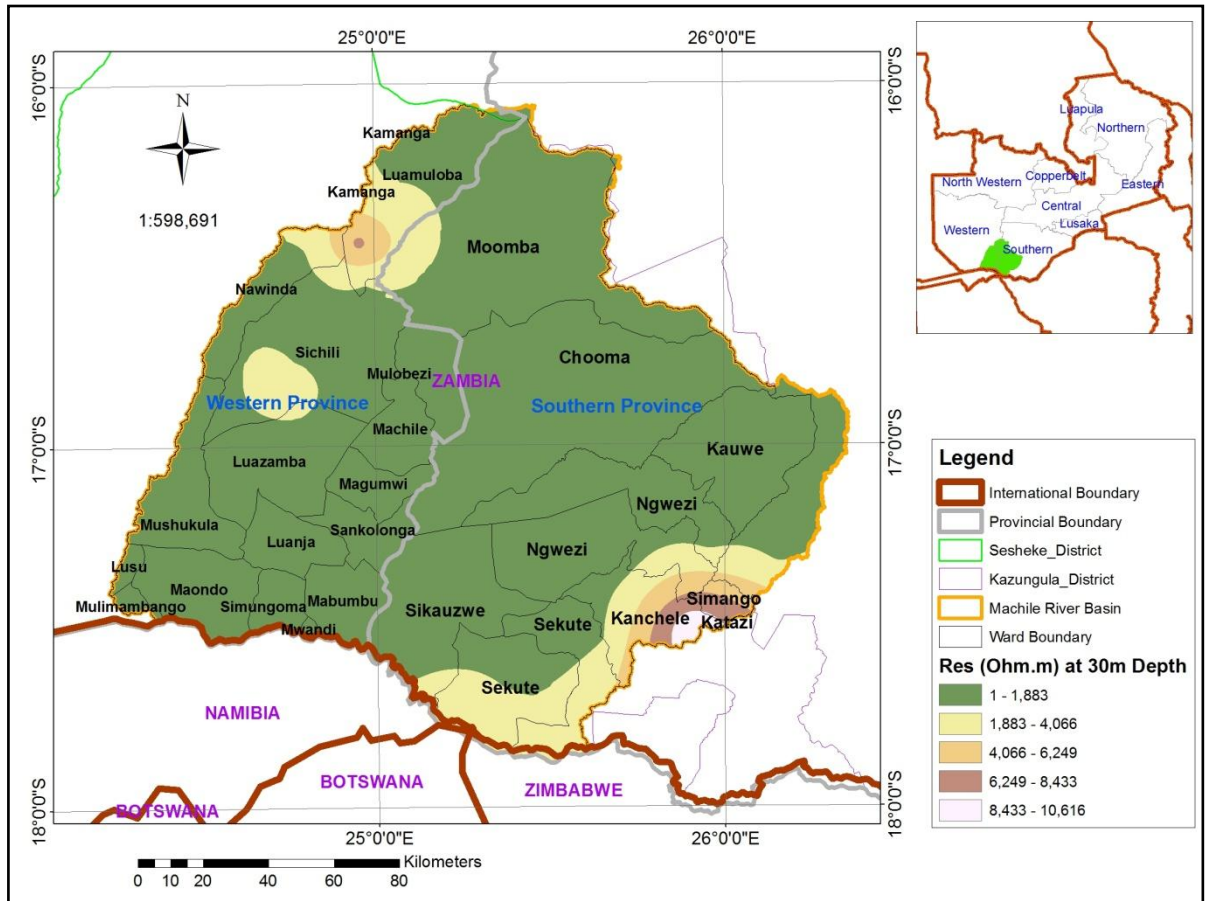 25°0'0"E
26°0'0"E
16°0'0"S
16°0'0"S
N
1:598,691
Kamanga
Luamuloba
Kamanga
Moomba
Nawinda
Sichili
Mulobezi
ZAMBIA
Chooma
Western Province
Southern Province
Machile
Kauwe
17°0'0"S
17°0'0"S
Luazamba
Magumwi
Ngwezi
Mushukula
Sankolonga
Luanja
Ngwezi
Lusu
Maondo
Simango
Mulimambango
Simungoma
Mabumbu
Sikauzwe
Sekute
Kanchele
Katazi
Mwandi
Sekute
NAMIBIA
BOTSWANA
ZIMBABWE
BOTSWANA
18°0'0"S
18°0'0"S
25°0'0"E
26°0'0"E
Kilometers
0 10 20 40 60 80
Luapula
Northern
North Western
Copperbelt
Eastern
Central
Lusaka
Western
Southern
Legend
International Boundary
Provincial Boundary
Sesheke_District
Kazungula_District
Machile River Basin
Ward Boundary
Res (Ohm.m) at 30m Depth
1 - 1,883
1,883 - 4,066
4,066 - 6,249
6,249 - 8,433
8,433 - 10,616